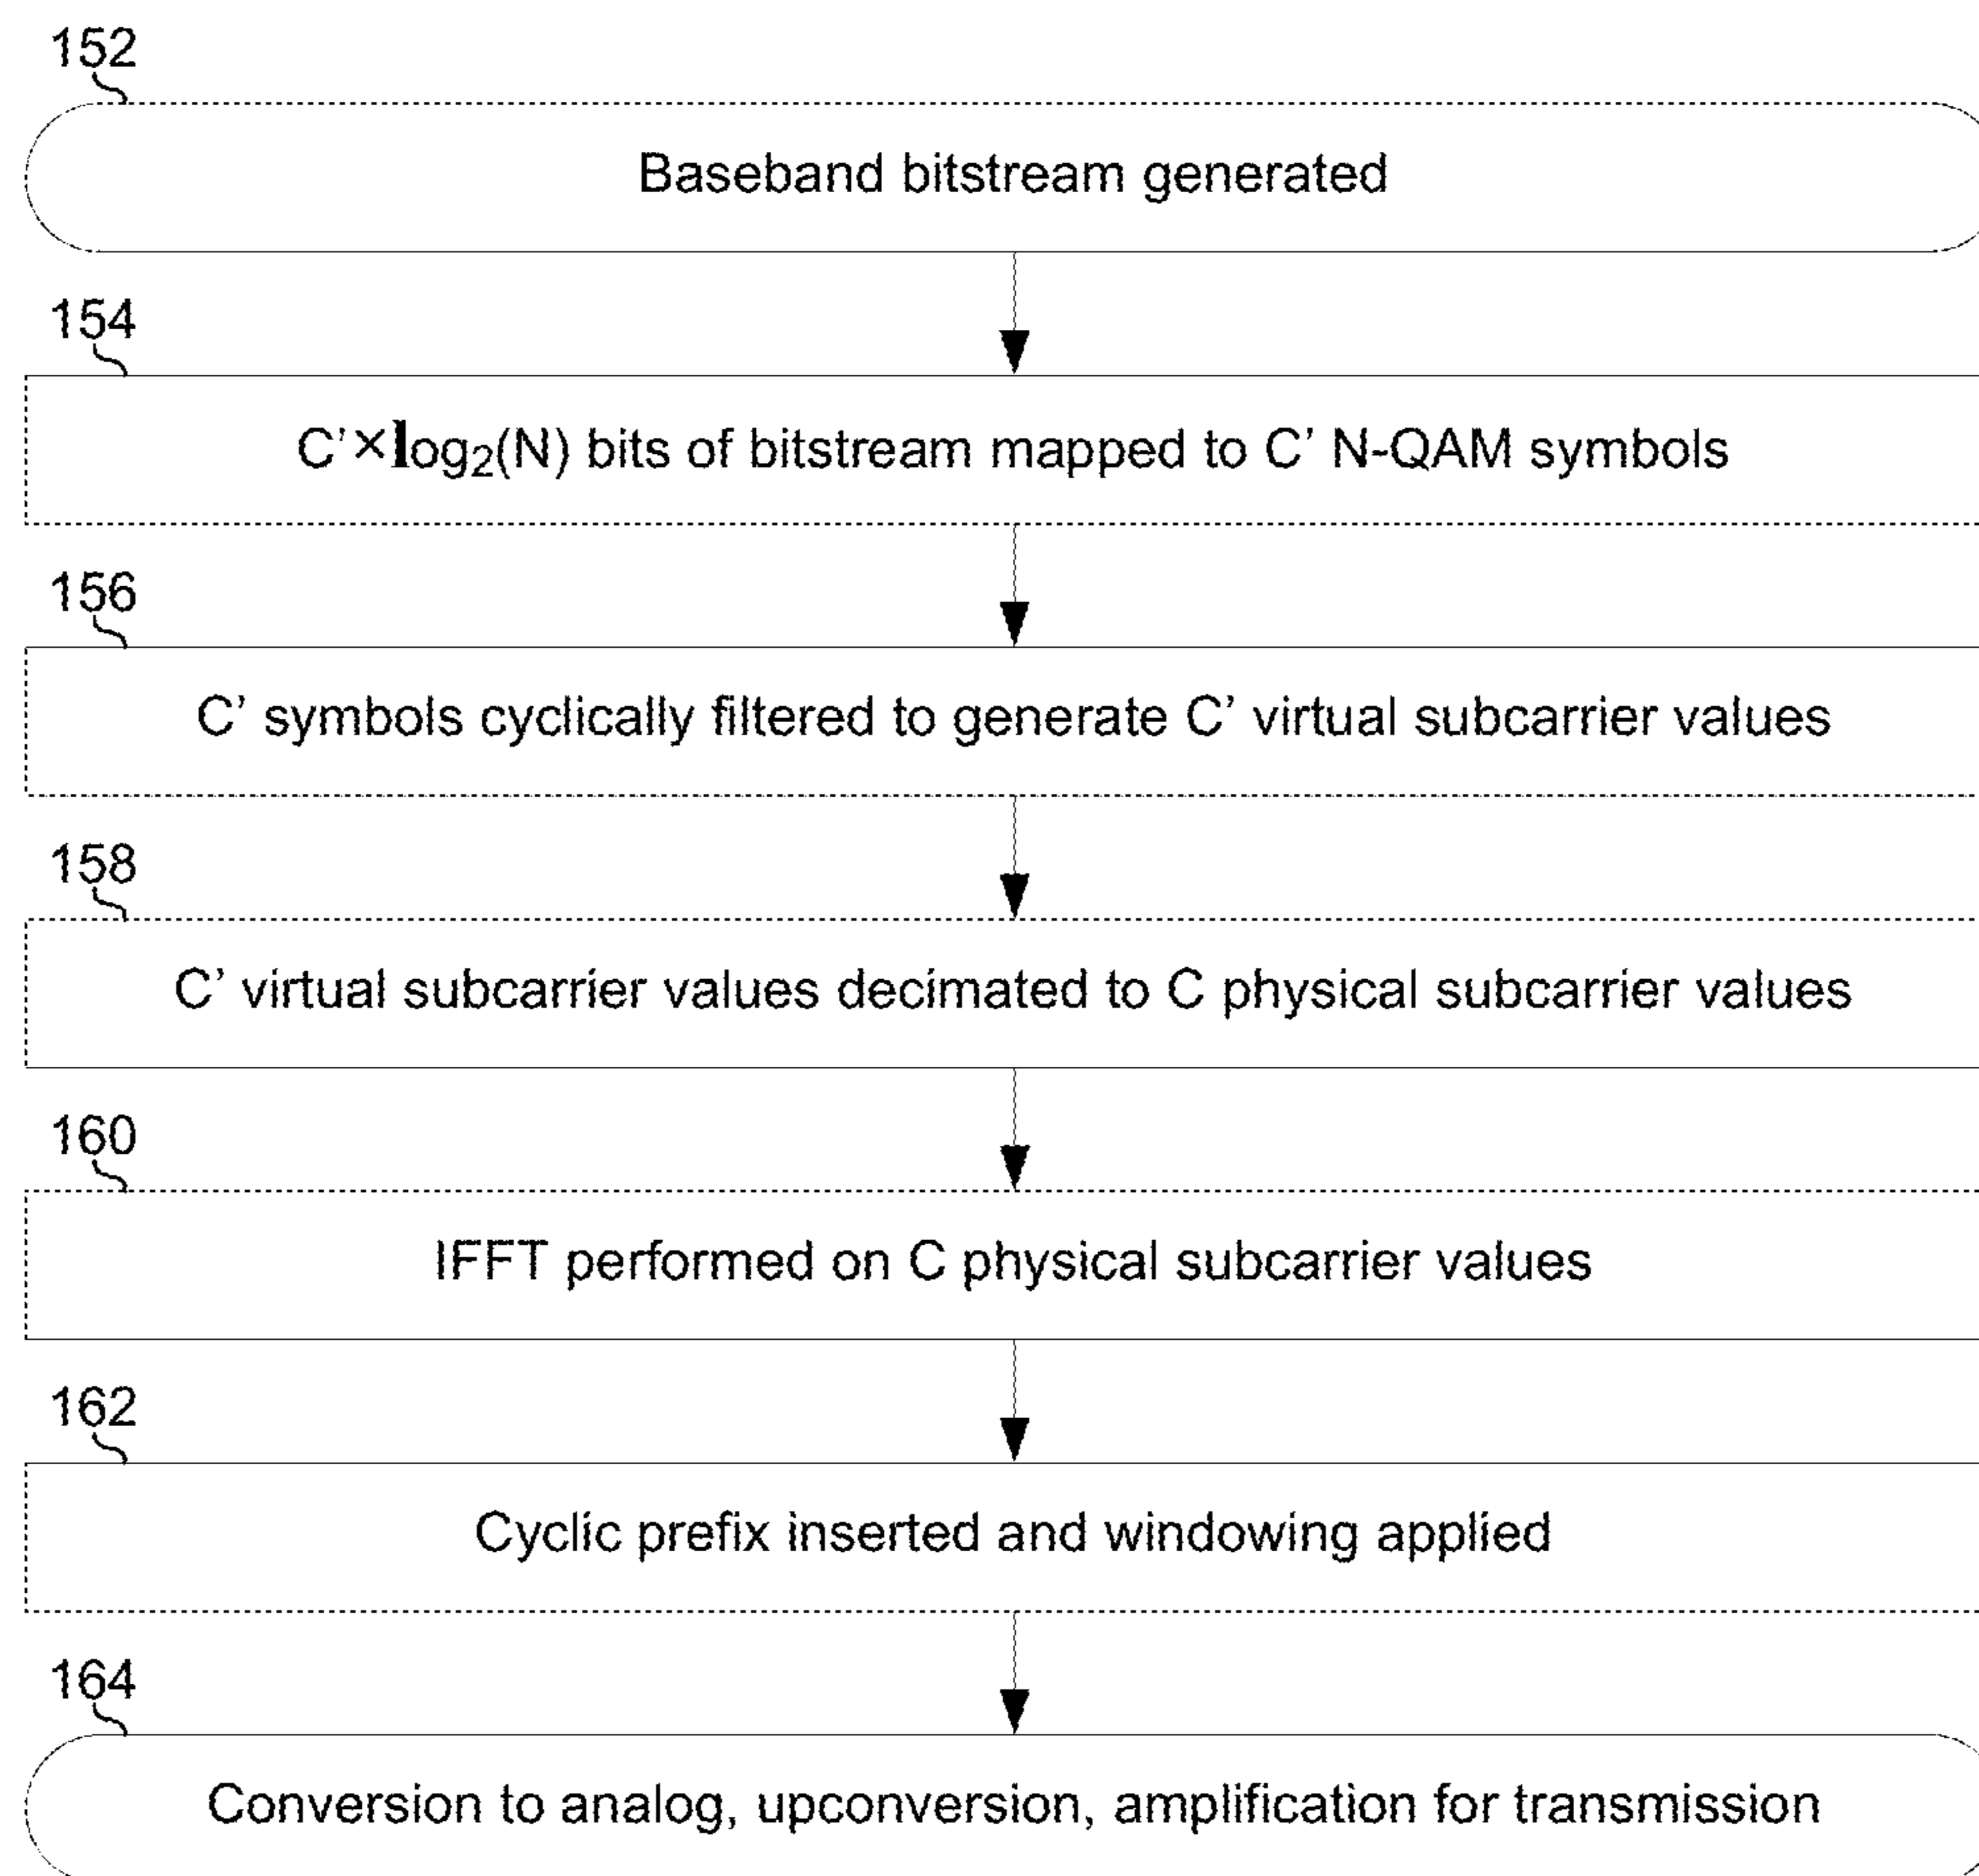 152
Baseband bitstream generated
154
C'×log₂(N) bits of bitstream mapped to C' N-QAM symbols
156
C' symbols cyclically filtered to generate C' virtual subcarrier values
158
C' virtual subcarrier values decimated to C physical subcarrier values
160
IFFT performed on C physical subcarrier values
162
Cyclic prefix inserted and windowing applied
164
Conversion to analog, upconversion, amplification for transmission